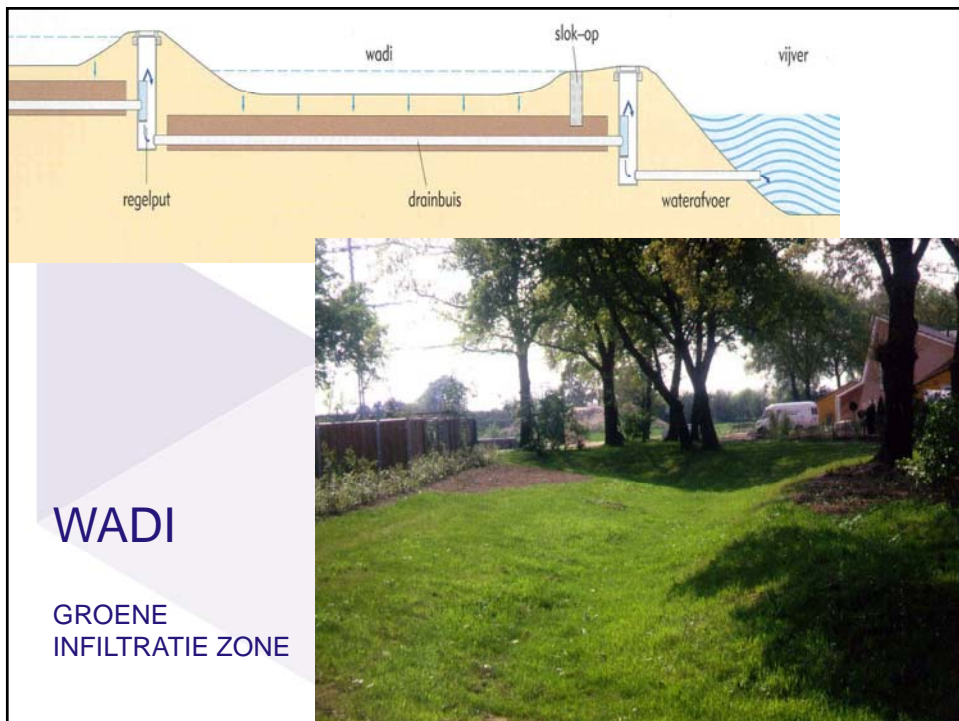 slok-op
wadi
vijver
regelput
drainbuis
waterafvoer
WADI
GROENE
INFILTRATIE ZONE